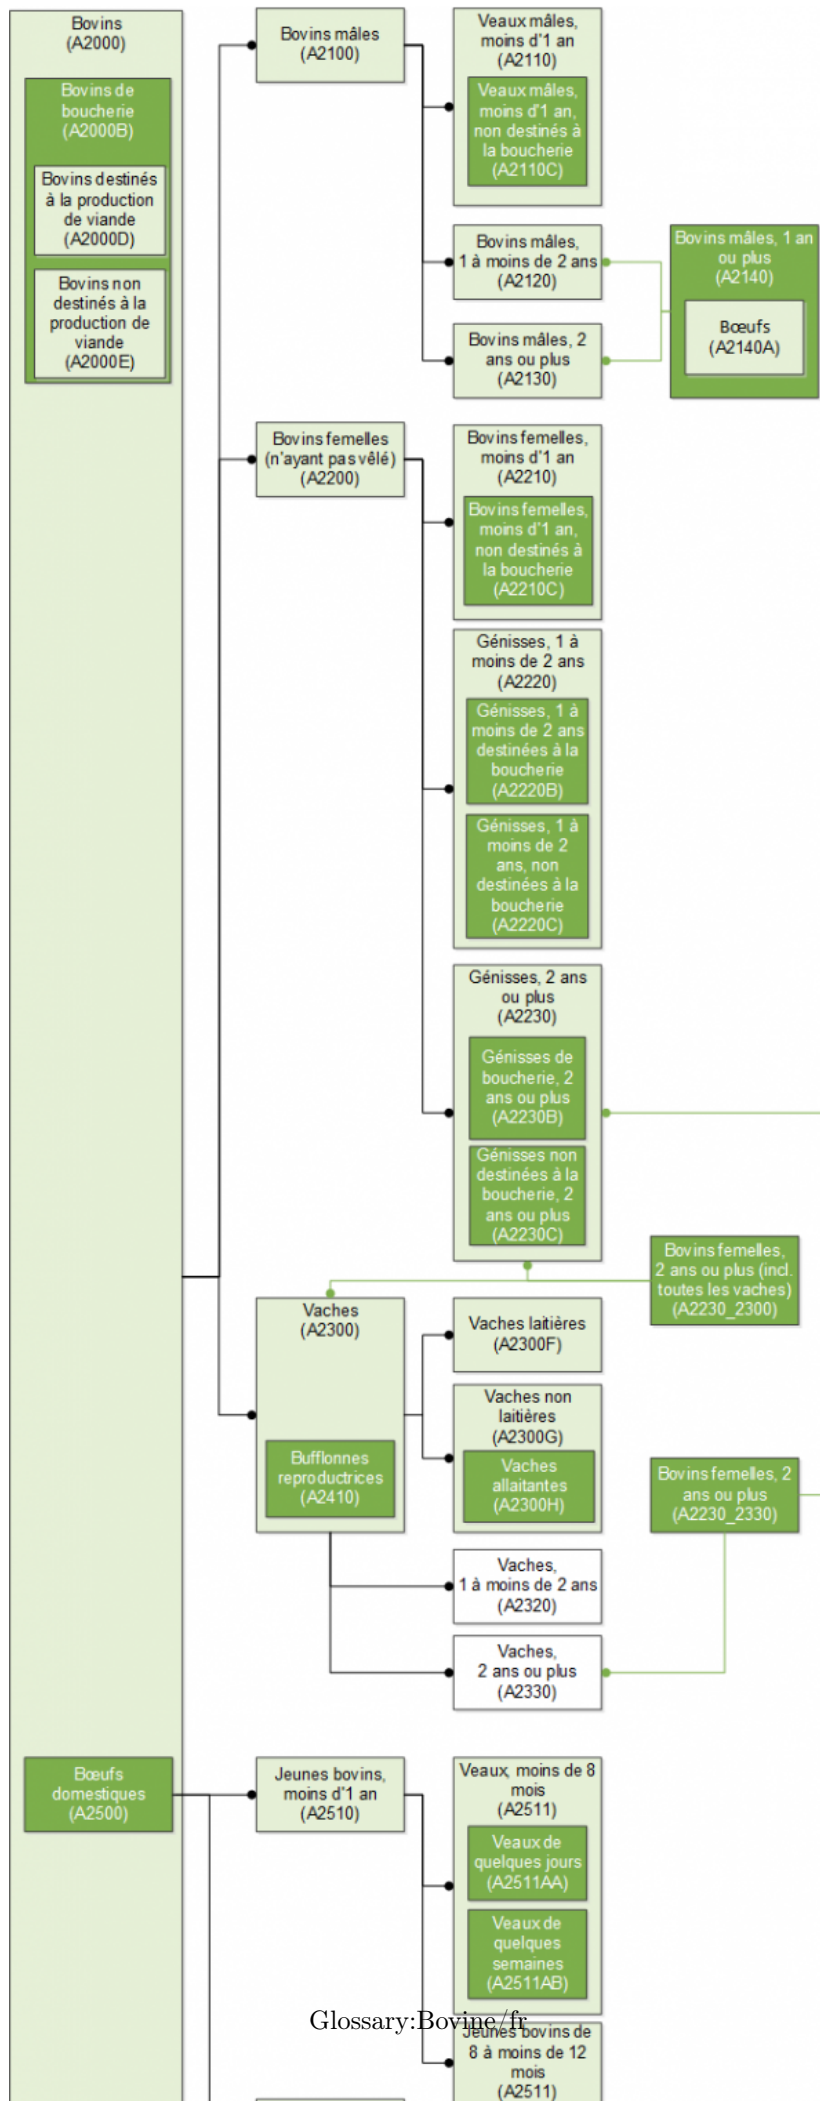 Bovins
(A2000)
Bovins de
boucherie
(A2000B)
Bovins destinés
à la production
de viande
(A2000D)
Bovins non
destinés à la
production de
viande
(A2000E)
Bovins mâles
(A2100)
Veaux mâles,
moins d'1 an
(A2110)
Veaux mâles,
moins d'1 an,
non destinés à
la boucherie
(A2110C)
Bovins mâles,
1 à moins de 2 ans
(A2120)
Bovins mâles, 2
ans ou plus
(A2130)
Bovins mâles, 1 an
ou plus
(A2140)
Bœufs
(A2140A)
Bovins femelles
(n'ayant pas vêlé)
(A2200)
Bovins femelles,
moins d'1 an
(A2210)
Bovins femelles,
moins d'1 an,
non destinés à
la boucherie
(A2210C)
Génisses, 1 à
moins de 2 ans
(A2220)
Génisses, 1 à
moins de 2 ans
destinées à la
boucherie
(A2220B)
Génisses, 1 à
moins de 2
ans, non
destinées à la
boucherie
(A2220C)
Génisses, 2 ans
ou plus
(A2230)
Génisses de
boucherie, 2
ans ou plus
(A2230B)
Génisses non
destinées à la
boucherie, 2
ans ou plus
(A2230C)
Bovins femelles,
2 ans ou plus (incl.
toutes les vaches)
(A2230_2300)
Vaches
(A2300)
Bufflonnes
reproductrices
(A2410)
Vaches laitières
(A2300F)
Vaches non
laitières
(A2300G)
Vaches
allaitantes
(A2300H)
Bovins femelles, 2
ans ou plus
(A2230_2330)
Vaches,
1 à moins de 2 ans
(A2320)
Vaches,
2 ans ou plus
(A2330)
Bœufs
domestiques
(A2500)
Jeunes bovins,
moins d'1 an
(A2510)
Veaux, moins de 8
mois
(A2511)
Veaux de
quelques jours
(A2511AA)
Veaux de
quelques
semaines
(A2511AB)
Glossary:Bovine/fr
Jeunes bovins de
8 à moins de 12
mois
(A2511)